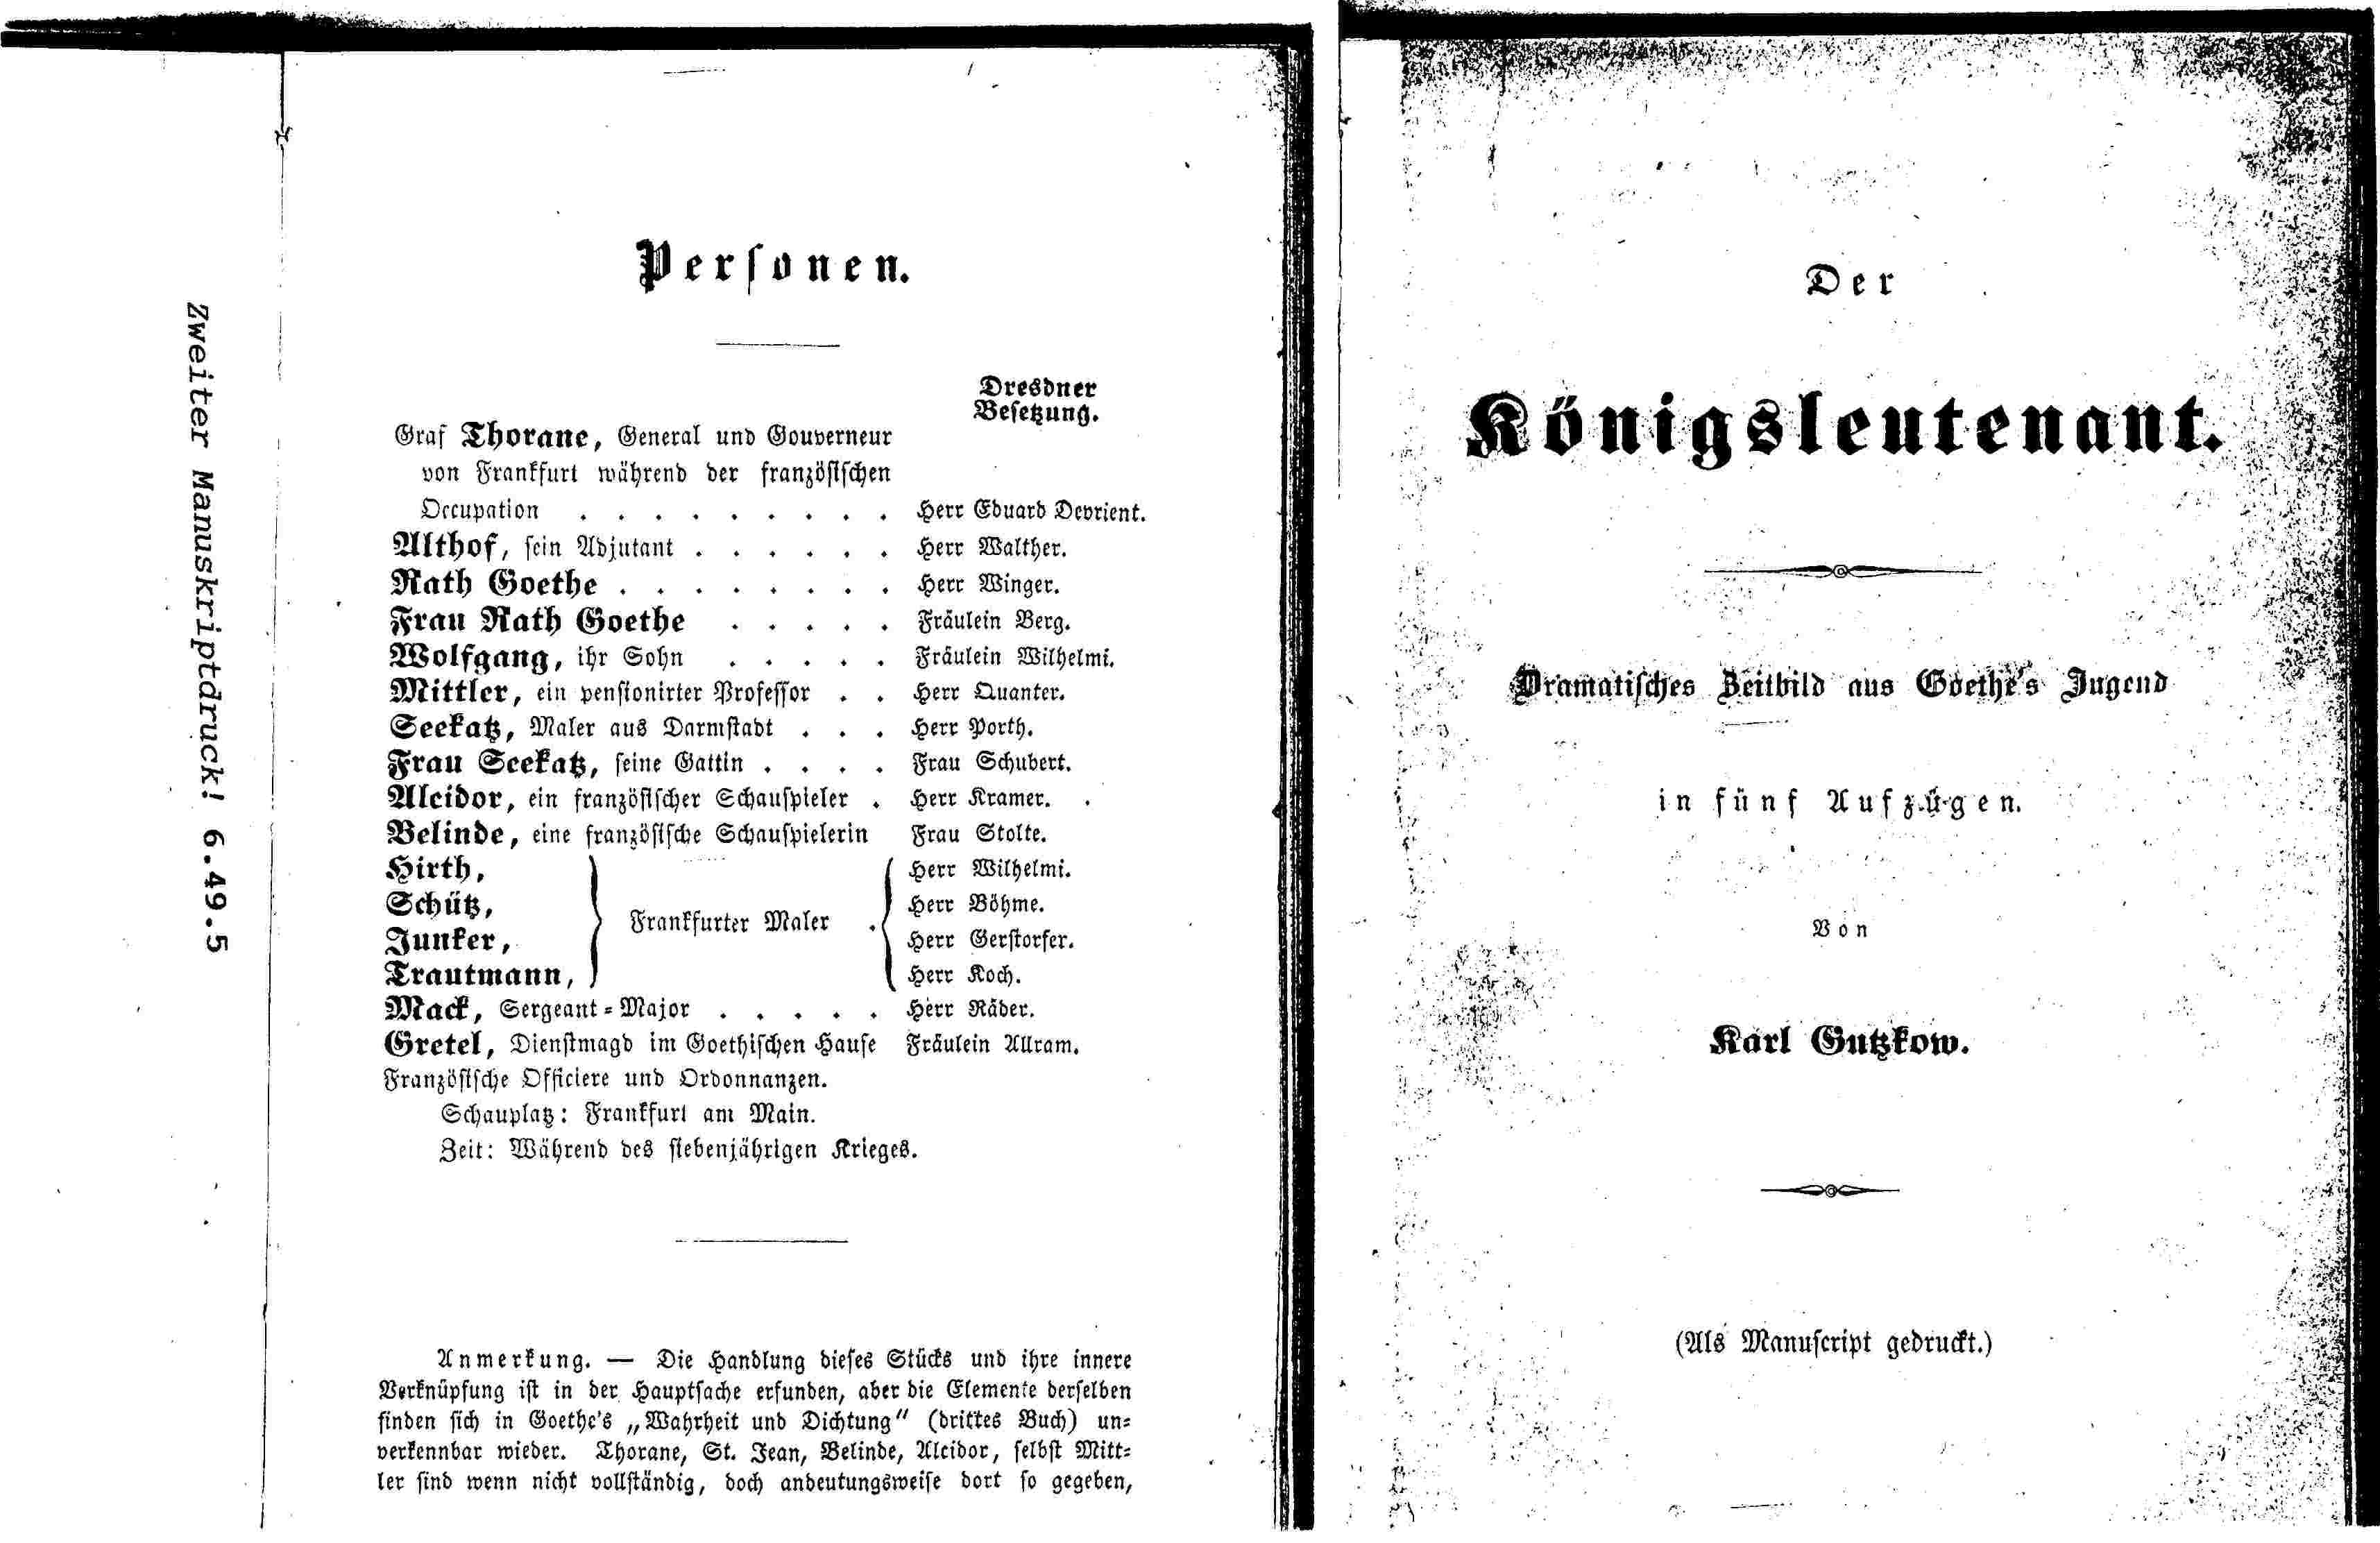 Zweiter Manuskriptdruck! 6.49.5
Personen.
Dresdner
Besetzung.
Graf Thorane, General und Gouverneur
von Frankfurt während der französischen
Occupation . . . . . . . . . Herr Eduard Devrient.
Althof, sein Adjutant . . . . . . Herr Walther.
Rath Goethe . . . . . . . . Herr Winger.
Frau Rath Goethe . . . . . Fräulein Berg.
Wolfgang, ihr Sohn . . . . . Fräulein Wilhelmi.
Mittler, ein pensionirter Professor . . Herr Quanter.
Seekatz, Maler aus Darmstadt . . . Herr Porth.
Frau Seekatz, seine Gattin . . . . Frau Schubert.
Alcidor, ein französischer Schauspieler . Herr Kramer.
Belinde, eine französische Schauspielerin Frau Stolte.
Hirth, Herr Wilhelmi.
Schütz, Herr Böhme.
Frankfurter Maler .
Junker, Herr Gerstorfer.
Trautmann, Herr Koch.
Mack, Sergeant-Major . . . . . Herr Räder.
Gretel, Dienstmagd im Goethischen Hause Fräulein Allram.
Französische Officiere und Ordonnanzen.
Schauplatz: Frankfurt am Main.
Zeit: Während des siebenjährigen Krieges.
Anmerkung. — Die Handlung dieses Stücks und ihre innere
Verknüpfung ist in der Hauptsache erfunden, aber die Elemente derselben
finden sich in Goethe's „Wahrheit und Dichtung" (drittes Buch) un-
verkennbar wieder. Thorane, St. Jean, Belinde, Alcidor, selbst Mitt-
ler sind wenn nicht vollständig, doch andeutungsweise dort so gegeben,
Der
Königsleutenant.
Dramatisches Zeitbild aus Goethe's Jugend
in fünf Aufzügen.
Von
Karl Gutzkow.
(Als Manuscript gedruckt.)